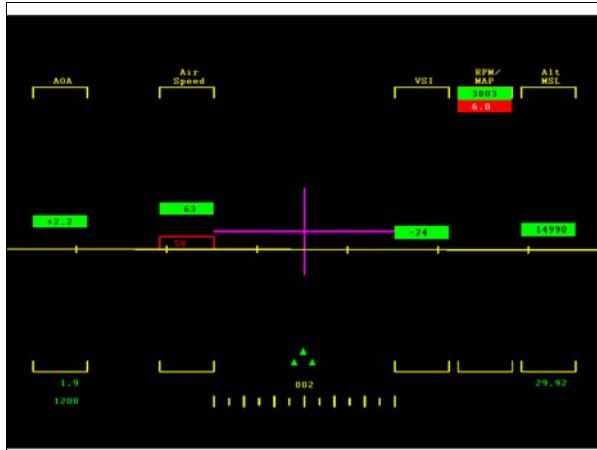 AOA
Air
Speed
VSI
RPM/
MAP
Alt
MSL
3803
6.0
63
+2.2
-24
14990
50
002
1.9
29.92
1200